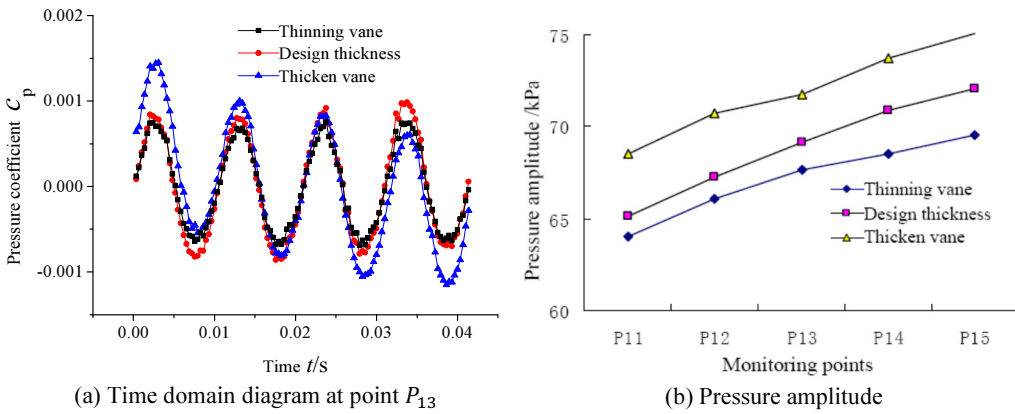 0.002
0.001
0.000
-0.001
Pressure coefficient C_p
Thinning vane
Design thickness
Thicken vane
0.00 0.01 0.02 0.03 0.04
Time t/s
(a) Time domain diagram at point P_13
75
70
65
60
Pressure amplitude /kPa
Thinning vane
Design thickness
Thicken vane
P11 P12 P13 P14 P15
Monitoring points
(b) Pressure amplitude